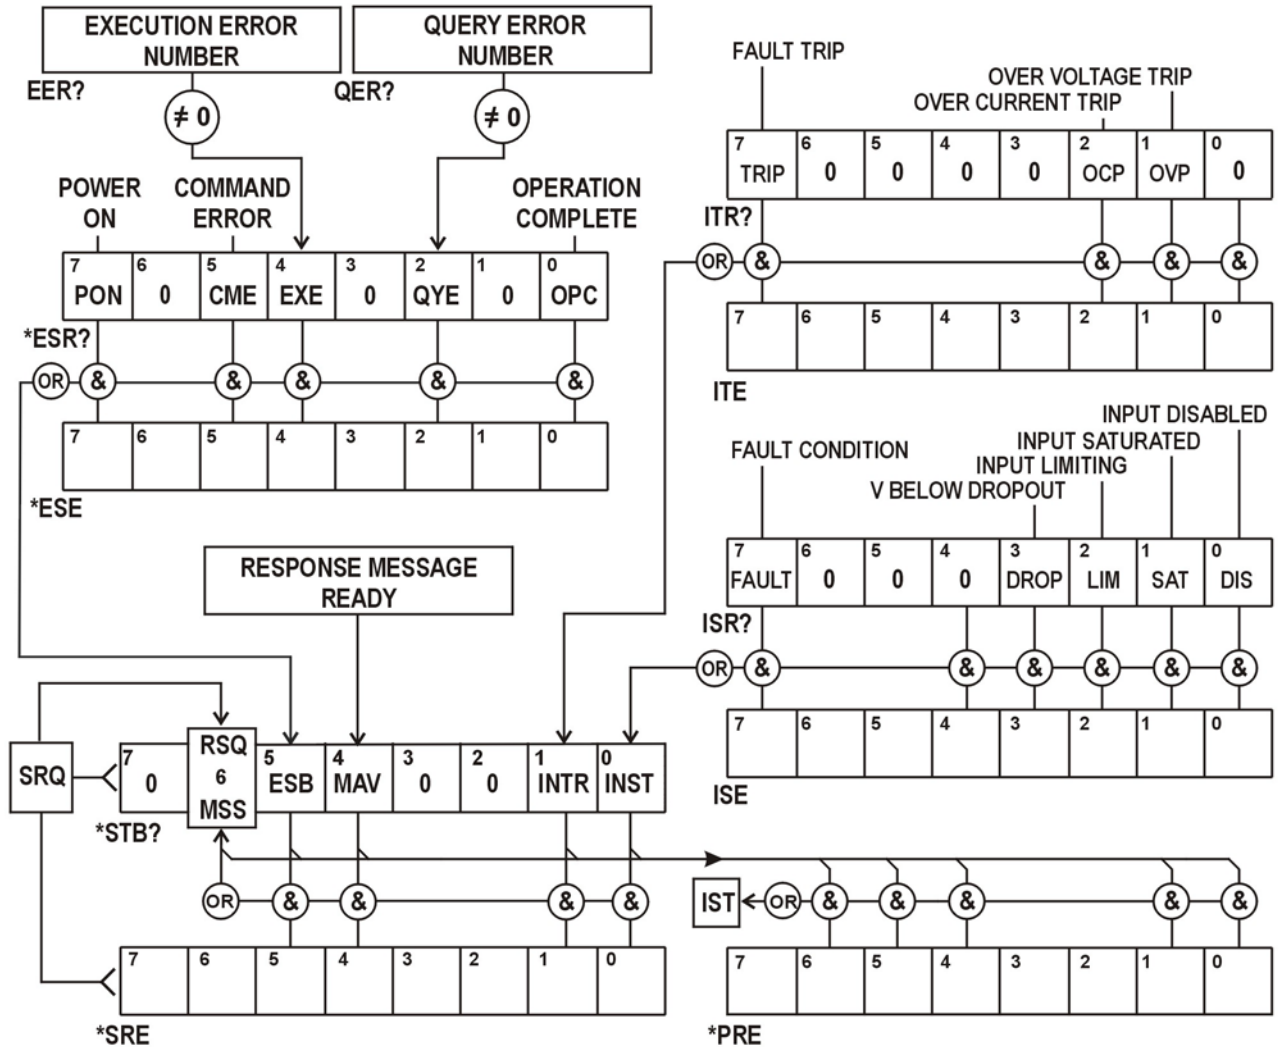 EXECUTION ERROR
NUMBER
EER?
≠ 0
QUERY ERROR
NUMBER
QER?
≠ 0
POWER
ON
COMMAND
ERROR
OPERATION
COMPLETE
7 6 5 4 3 2 1 0
PON 0 CME EXE 0 QYE 0 OPC
*ESR?
OR & & & & &
7 6 5 4 3 2 1 0
*ESE
FAULT TRIP
OVER VOLTAGE TRIP
OVER CURRENT TRIP
7 6 5 4 3 2 1 0
TRIP 0 0 0 0 OCP OVP 0
ITR?
OR & & & &
7 6 5 4 3 2 1 0
ITE
INPUT DISABLED
INPUT SATURATED
FAULT CONDITION
INPUT LIMITING
V BELOW DROPOUT
7 6 5 4 3 2 1 0
FAULT 0 0 0 DROP LIM SAT DIS
ISR?
OR & & & & & &
7 6 5 4 3 2 1 0
ISE
RESPONSE MESSAGE
READY
SRQ
RSQ
7 6 5 4 3 2 1 0
0 ESB MAV 0 0 INTR INST
MSS
*STB?
OR & & & &
7 6 5 4 3 2 1 0
*SRE
IST OR & & & & &
7 6 5 4 3 2 1 0
*PRE